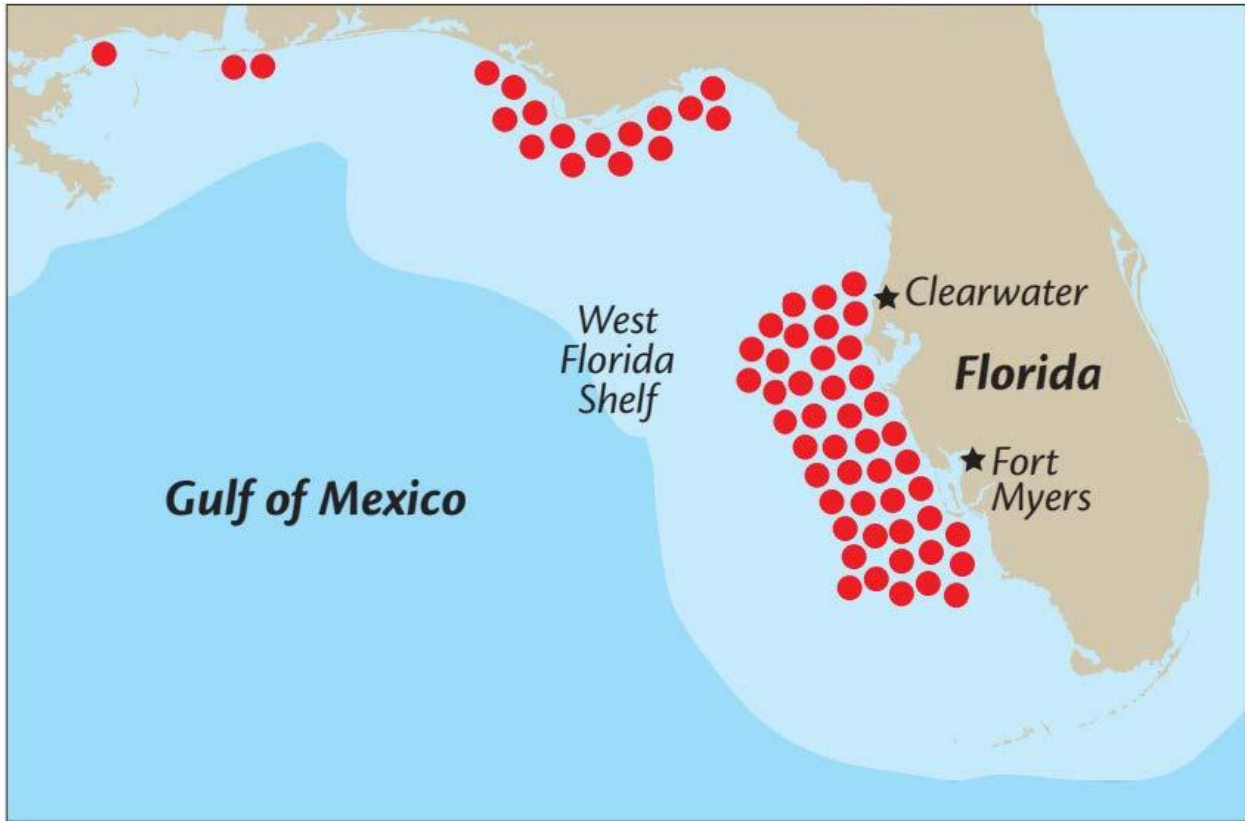 Clearwater
West
Florida
Shelf
Florida
Fort
Myers
Gulf of Mexico